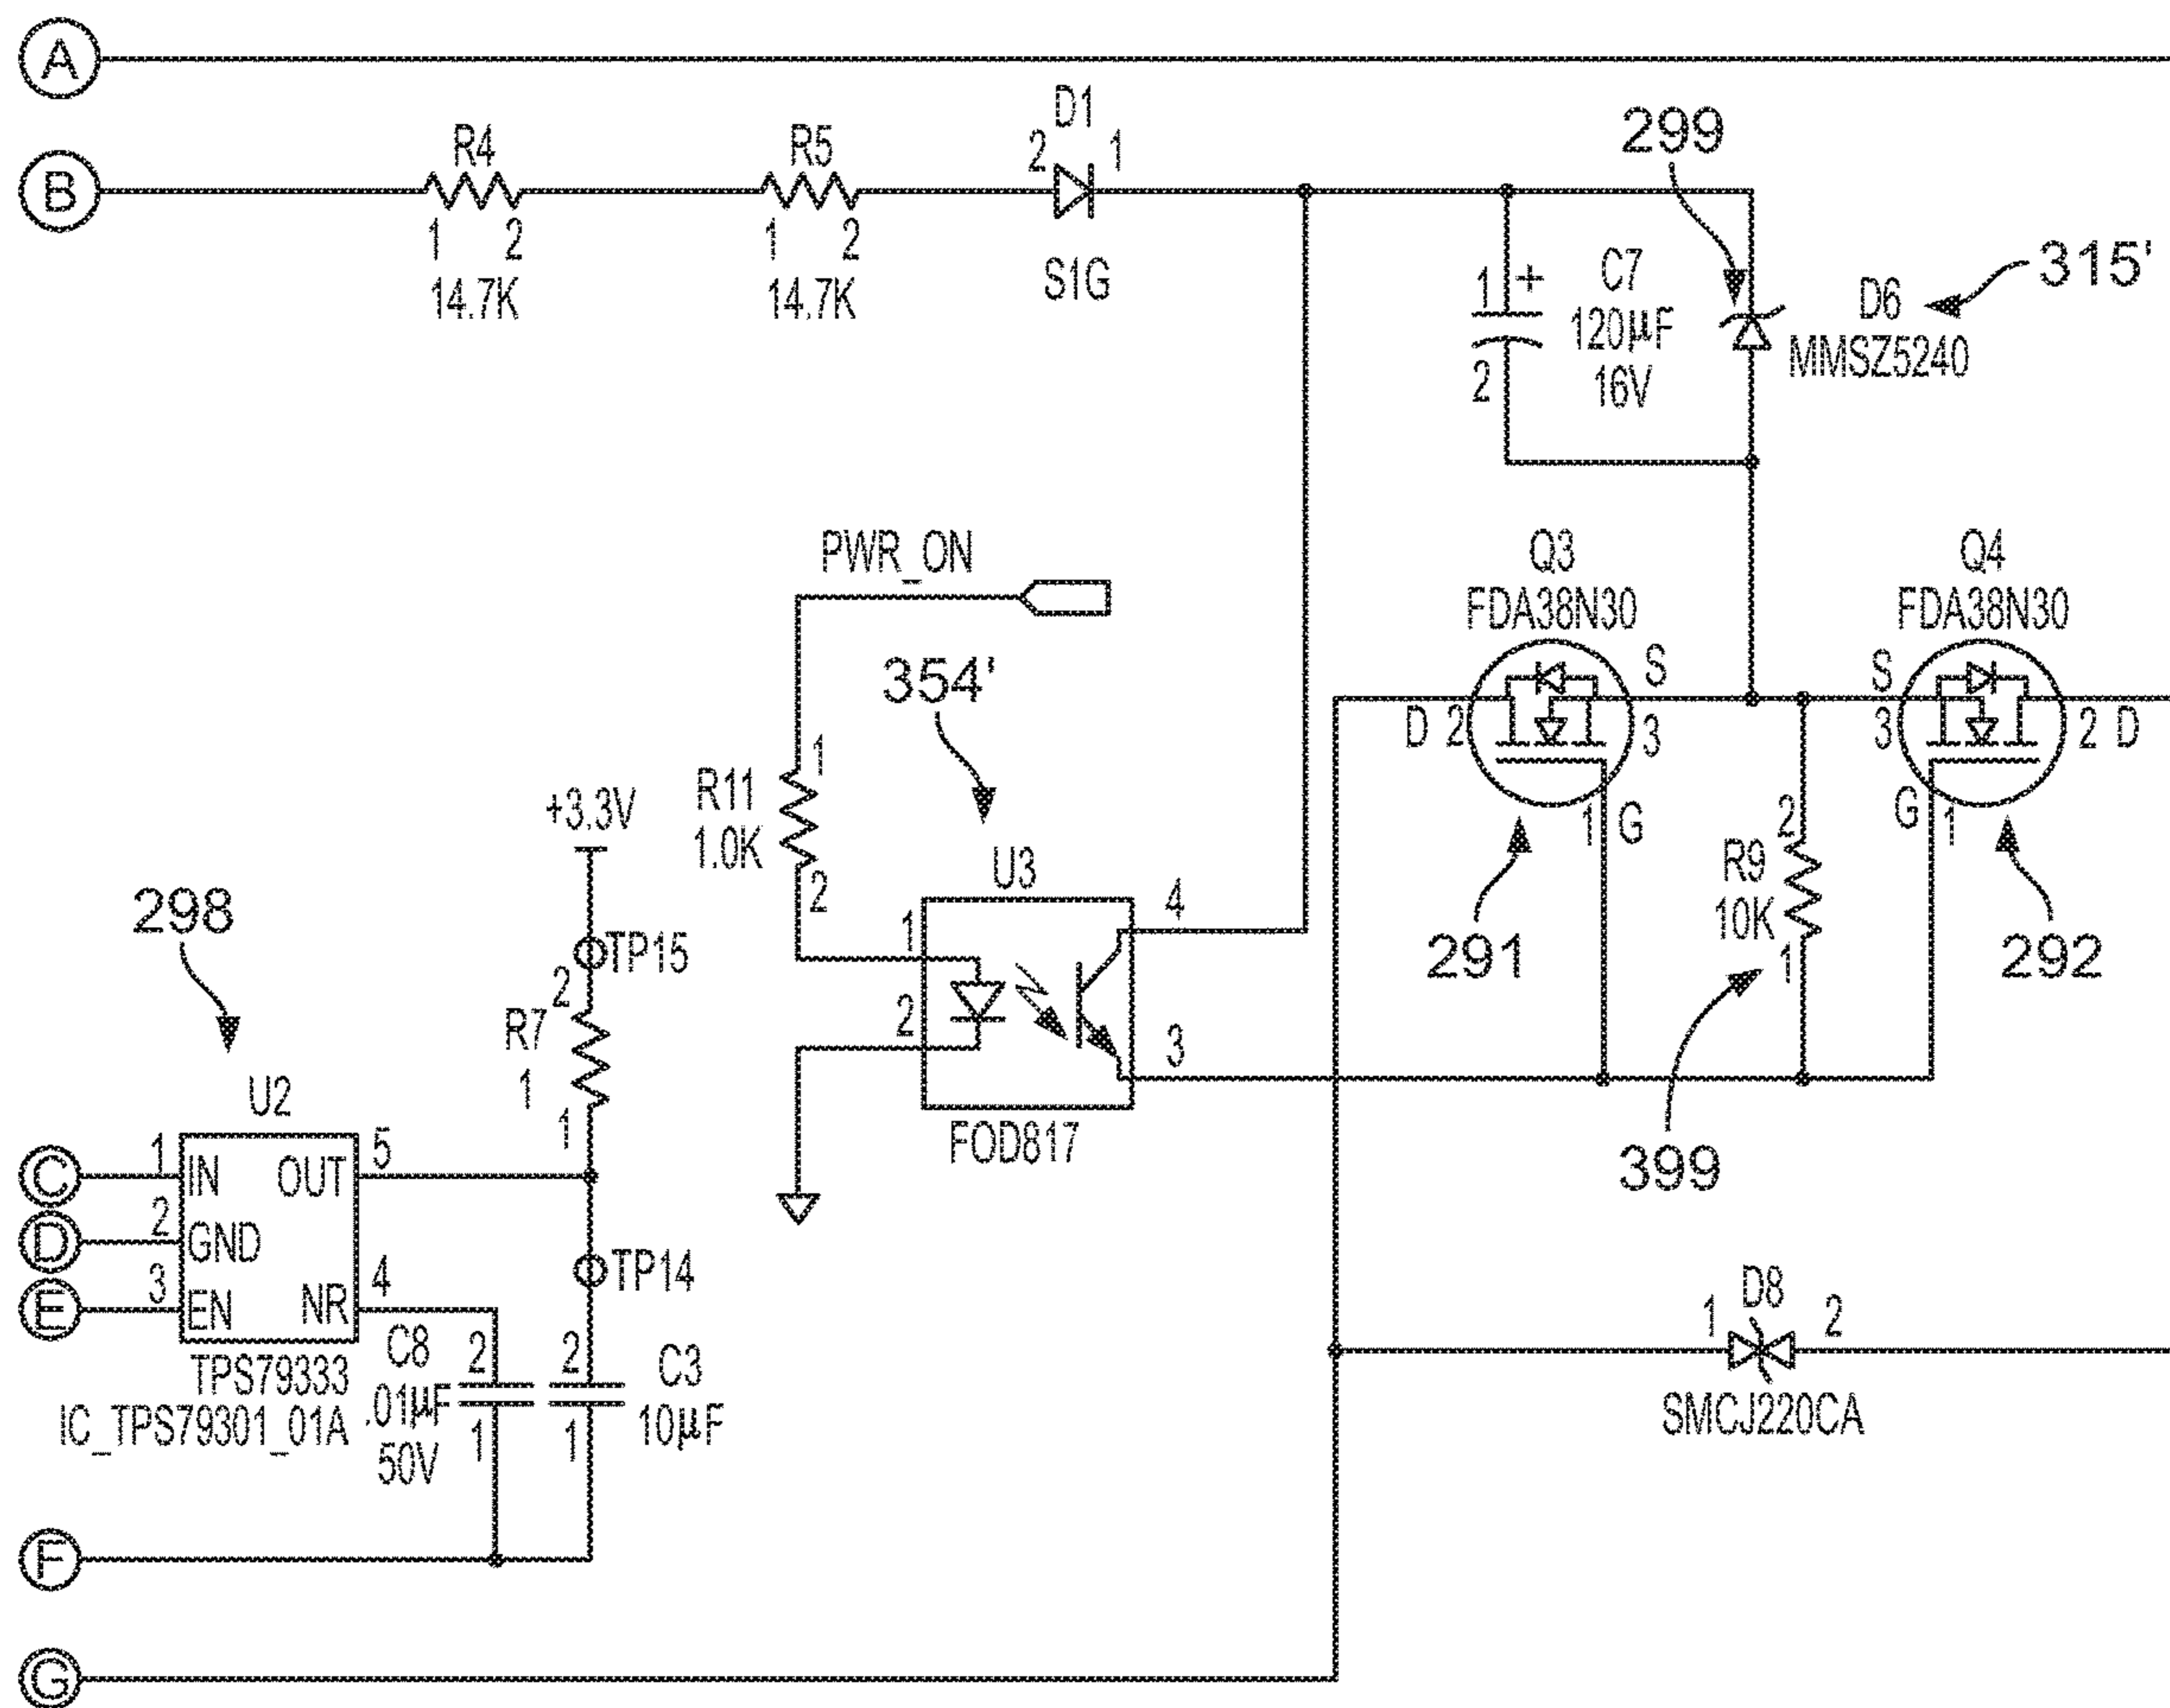 A
B
R4
1 2
14.7K
R5
1 2
14.7K
D1
2 1
S1G
299
315'
1 +
2
C7
120µF
16V
D6
MMSZ5240
PWR_ON
354'
R11
1.0K
1
2
U3
1
2
4
3
FOD817
Q3
FDA38N30
D 2
S
3
1 G
291
Q4
FDA38N30
S
3
2 D
G 1
292
2
R9
10K
1
399
+3.3V
TP15
2
R7
1
1
298
U2
C
D
E
1
2
3
IN
GND
EN
OUT
NR
5
4
TPS79333
IC_TPS79301_01A
TP14
C8
.01µF
50V
2
1
2
1
C3
10µF
1 D8 2
SMCJ220CA
F
G